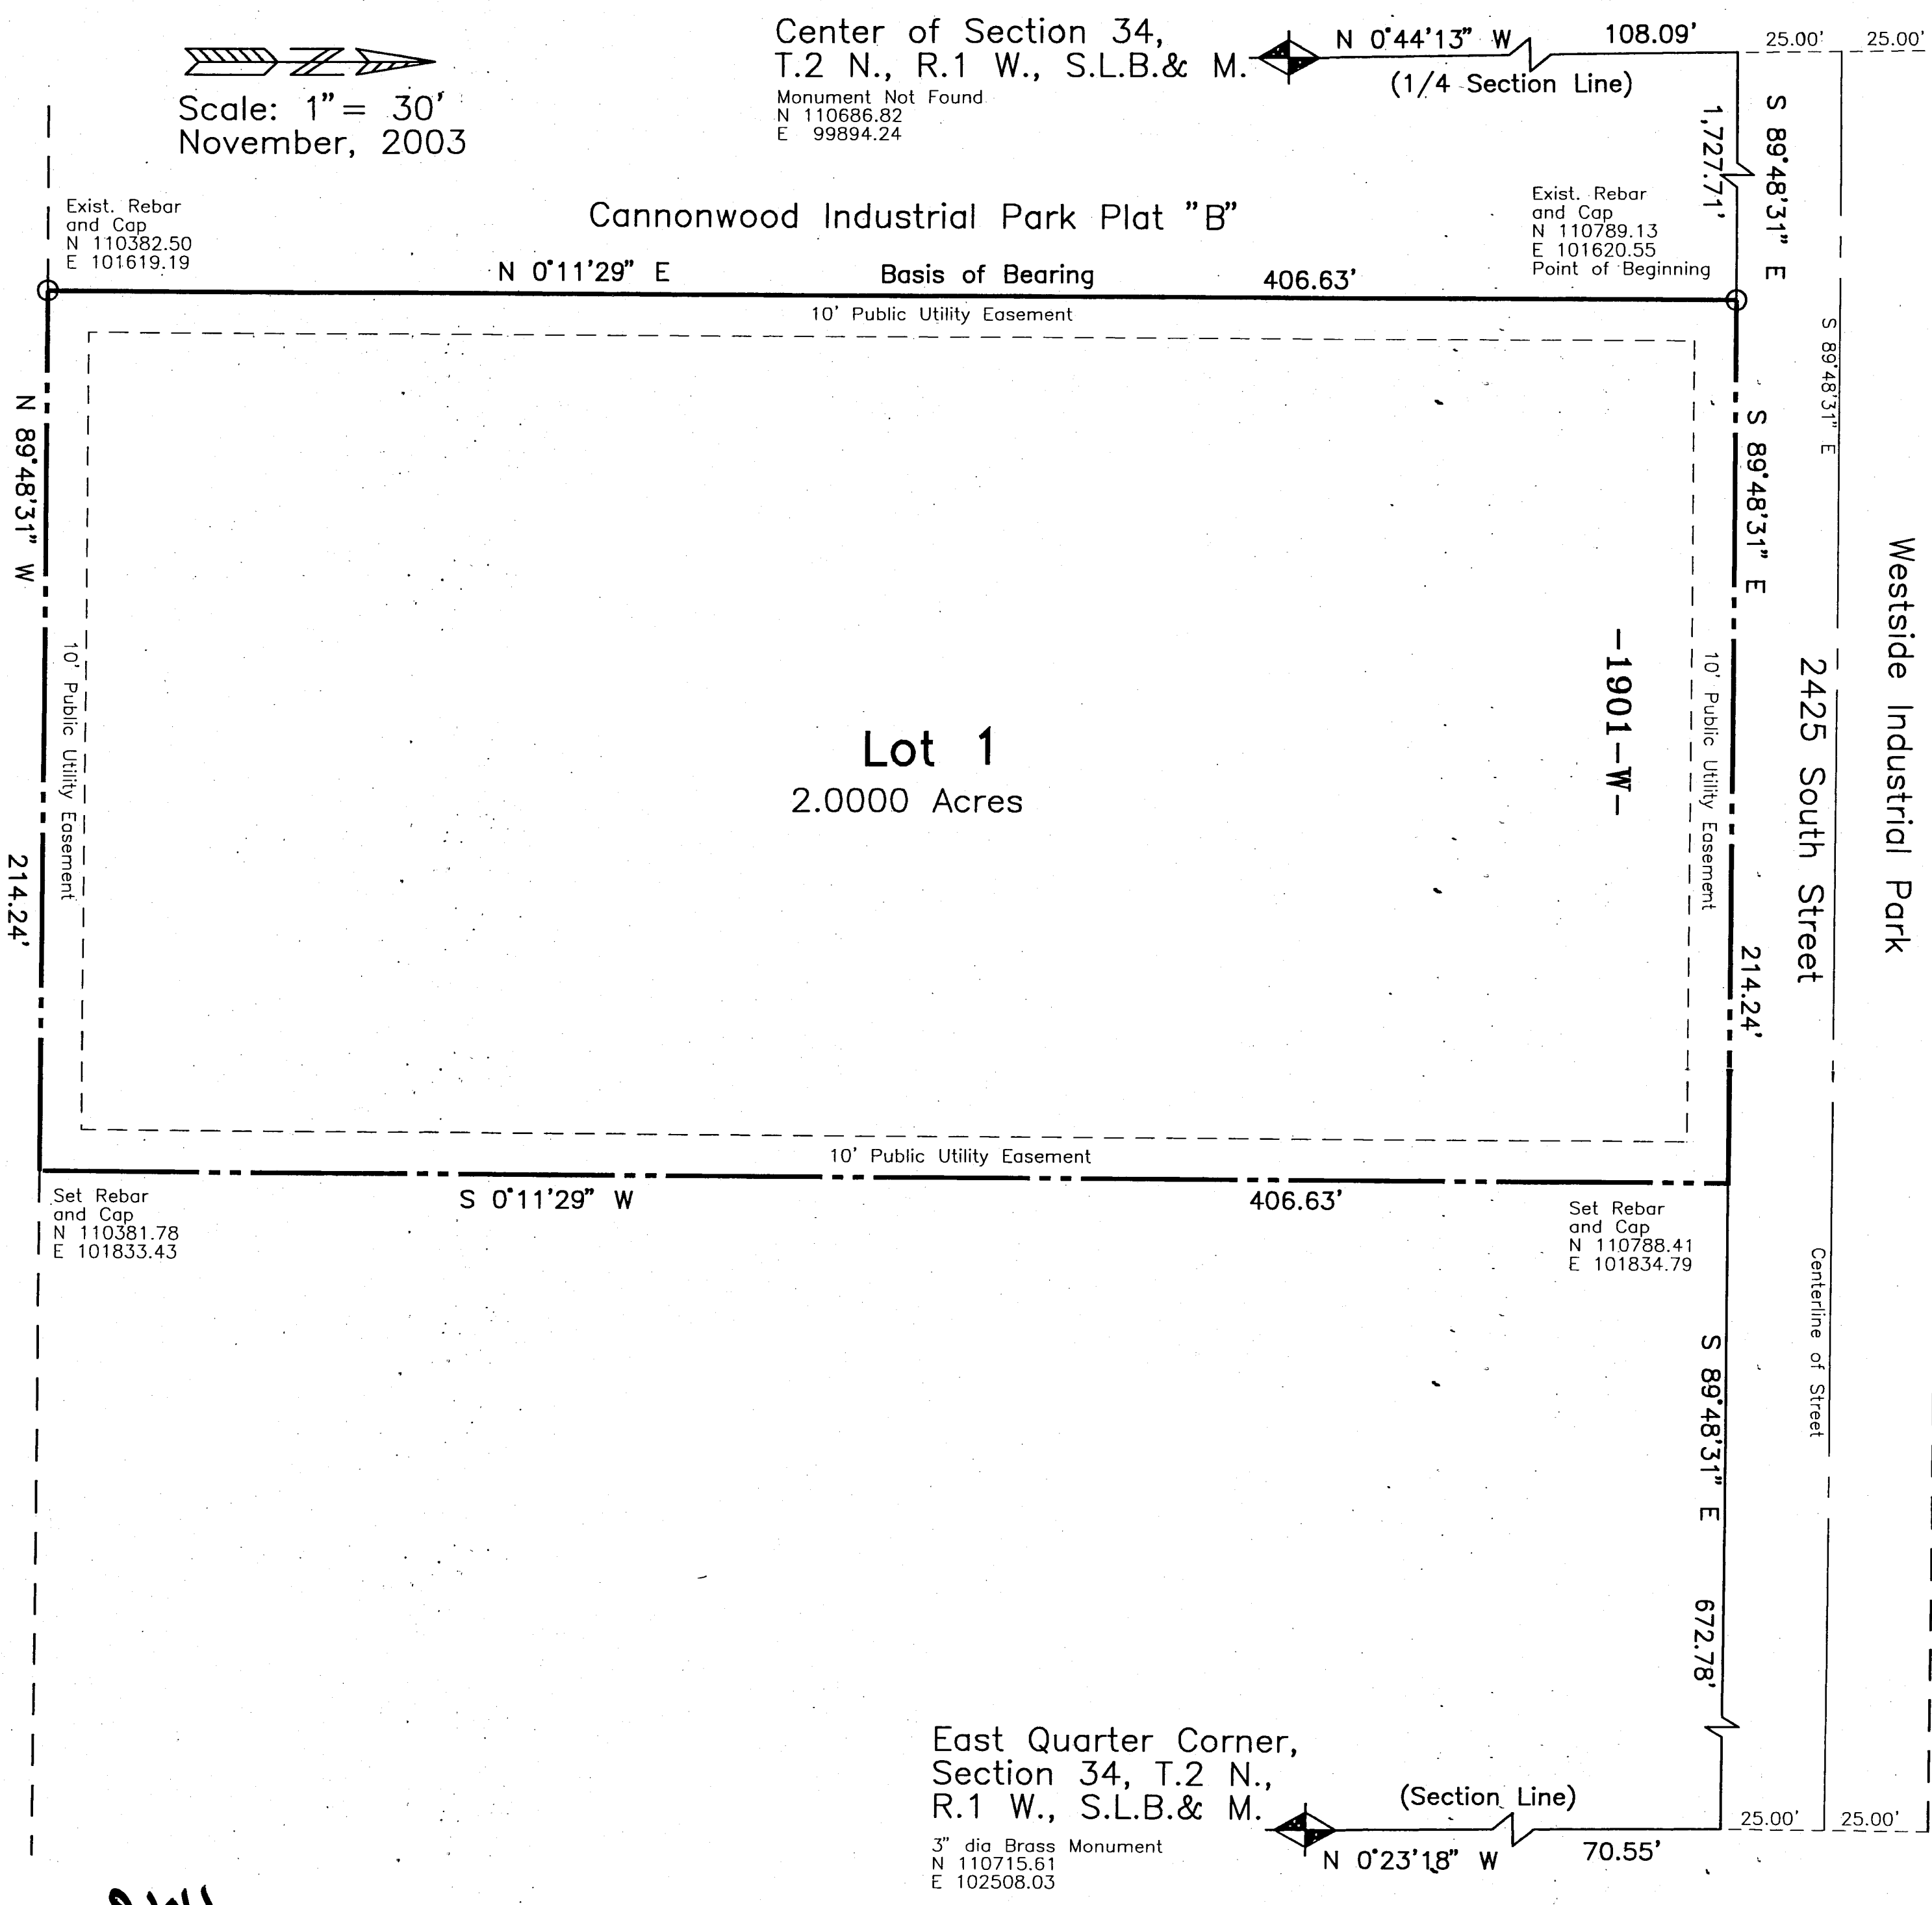 Center of Section 34,
T.2 N., R.1 W., S.L.B.& M.
Monument Not Found
N 110686.82
E 99894.24
N 0°44'13" W
108.09'
(1/4 Section Line)
25.00'
25.00'
Scale: 1"= 30'
November, 2003
S 89°48'31" E
1,727.71'
Exist. Rebar
and Cap
N 110382.50
E 101619.19
Cannonwood Industrial Park Plat "B"
Exist. Rebar
and Cap
N 110789.13
E 101620.55
Point of Beginning
N 0°11'29" E
Basis of Bearing
406.63'
10' Public Utility Easement
S 89°48'31" E
N 89°48'31" W
214.24'
10' Public Utility Easement
Lot 1
2.0000 Acres
-1901-W-
10' Public Utility Easement
S 89°48'31" E
214.24'
2425 South Street
Westside Industrial Park
10' Public Utility Easement
S 0°11'29" W
406.63'
Set Rebar
and Cap
N 110381.78
E 101833.43
Set Rebar
and Cap
N 110788.41
E 101834.79
Centerline of Street
S 89°48'31" E
672.78'
East Quarter Corner,
Section 34, T.2 N.,
R.1 W., S.L.B.& M.
3" dia Brass Monument
N 110715.61
E 102508.03
(Section Line)
N 0°23'18" W
70.55'
25.00'
25.00'